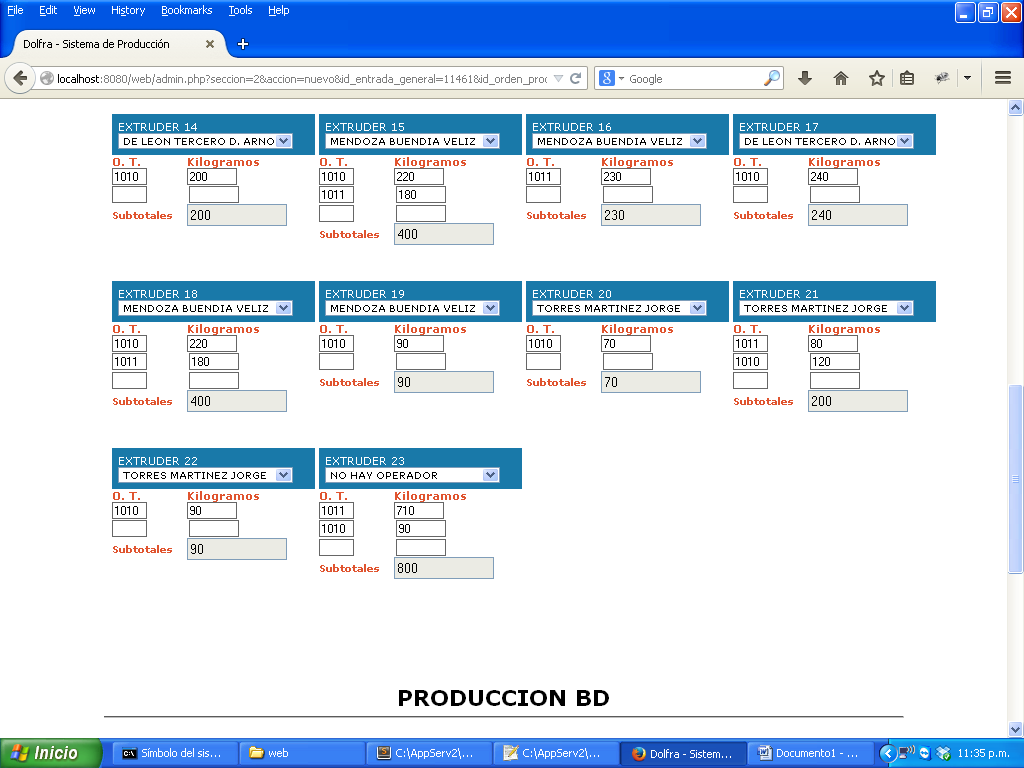 File Edit View History Bookmarks Tools Help
Dolfra - Sistema de Producción
localhost:8080/web/admin.php?seccion=2&accion=nuevo&id_entrada_general=11461&id_orden_proc
Google
EXTRUDER 14 EXTRUDER 15 EXTRUDER 16 EXTRUDER 17
DE LEON TERCERO D. ARNO MENDOZA BUENDIA VELIZ MENDOZA BUENDIA VELIZ DE LEON TERCERO D. ARNO
O. T. Kilogramos O. T. Kilogramos O. T. Kilogramos O. T. Kilogramos
1010 200 1010 220 1011 230 1010 240
1011 180
Subtotales 200 Subtotales 230 Subtotales 240
Subtotales 400
EXTRUDER 18 EXTRUDER 19 EXTRUDER 20 EXTRUDER 21
MENDOZA BUENDIA VELIZ MENDOZA BUENDIA VELIZ TORRES MARTINEZ JORGE TORRES MARTINEZ JORGE
O. T. Kilogramos O. T. Kilogramos O. T. Kilogramos O. T. Kilogramos
1010 220 1010 90 1010 70 1011 80
1011 180 1010 120
Subtotales 90 Subtotales 70
Subtotales 400 Subtotales 200
EXTRUDER 22 EXTRUDER 23
TORRES MARTINEZ JORGE NO HAY OPERADOR
O. T. Kilogramos O. T. Kilogramos
1010 90 1011 710
1010 90
Subtotales 90
Subtotales 800
PRODUCCION BD
Inicio Símbolo del sis... web C:\AppServ2\... C:\AppServ2\... Dolfra - Sistem... Documento1 - ... 11:35 p.m.